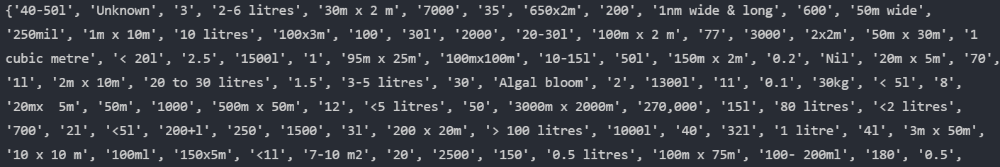 {'40-50l', 'Unknown', '3', '2-6 litres', '30m x 2 m', '7000', '35', '650x2m', '200', '1nm wide & long', '600', '50m wide',
'250mil', '1m x 10m', '10 litres', '100x3m', '100', '30l', '2000', '20-30l', '100m x 2 m', '77', '3000', '2x2m', '50m x 30m', '1
cubic metre', '< 20l', '2.5', '1500l', '1', '95m x 25m', '100mx100m', '10-15l', '50l', '150m x 2m', '0.2', 'Nil', '20m x 5m', '70',
'1l', '2m x 10m', '20 to 30 litres', '1.5', '3-5 litres', '30', 'Algal bloom', '2', '1300l', '11', '0.1', '30kg', '< 5l', '8',
'20mx  5m', '50m', '1000', '500m x 50m', '12', '<5 litres', '50', '3000m x 2000m', '270,000', '15l', '80 litres', '<2 litres',
'700', '2l', '<5l', '200+l', '250', '1500', '3l', '200 x 20m', '> 100 litres', '1000l', '40', '32l', '1 litre', '4l', '3m x 50m',
'10 x 10 m', '100ml', '150x5m', '<1l', '7-10 m2', '20', '2500', '150', '0.5 litres', '100m x 75m', '100- 200ml', '180', '0.5',